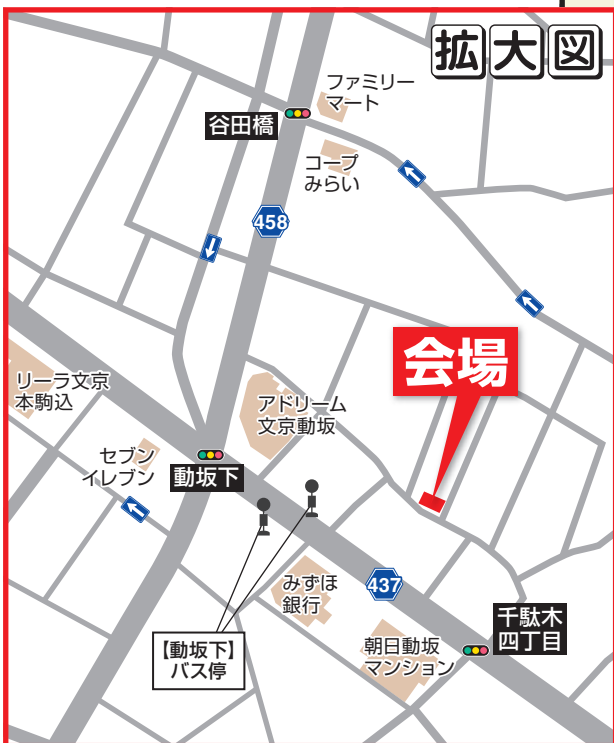 拡大図
ファミリー
マート
谷田橋
コープ
みらい
458
会場
リーラ文京
本駒込
アドリーム
文京動坂
セブン
イレブン
動坂下
みずほ
銀行
437
千駄木
四丁目
朝日動坂
マンション
【動坂下】
バス停